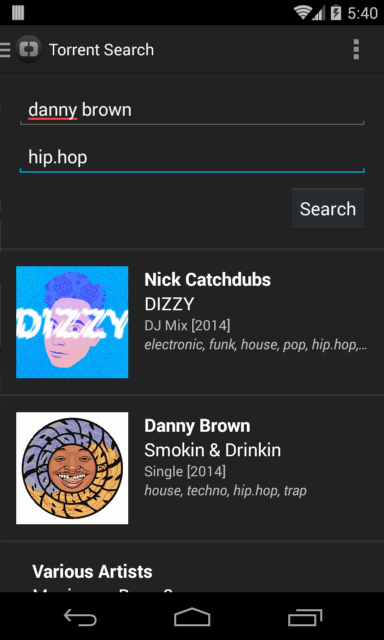 5:40
Torrent Search
danny brown
hip.hop
Search
Nick Catchdubs
DIZZY
DIZZY
DJ Mix [2014]
electronic, funk, house, pop, hip.hop,...
Danny Brown
Smokin & Drinkin
Single [2014]
house, techno, hip.hop, trap
Various Artists